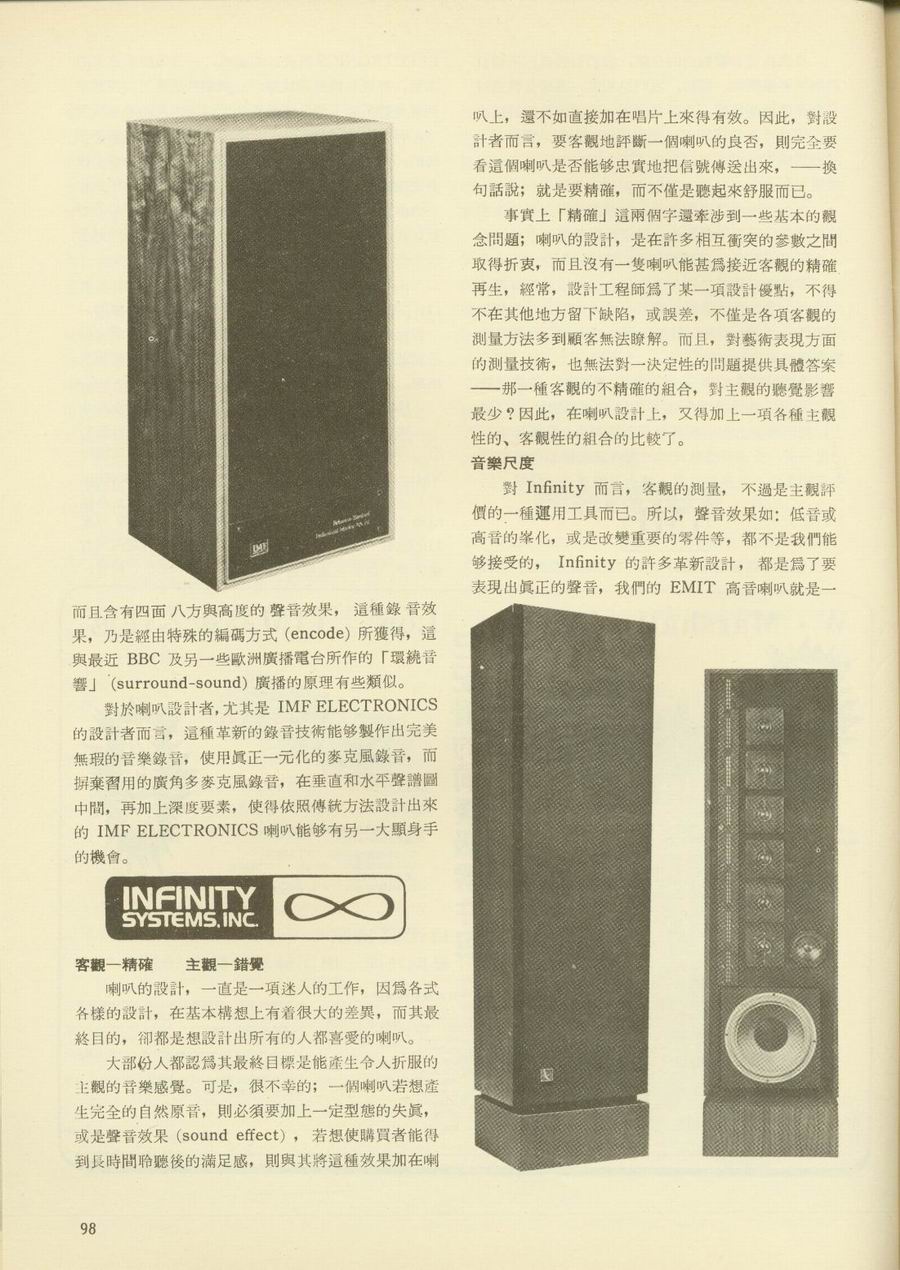 而且含有四面 八方與高度的 聲音效果， 這種錄 音效
果，乃是經由特殊的編碼方式 (encode) 所獲得，這
與最近 BBC 及另一些歐洲廣播電台所作的「環繞音
響」 (surround-sound) 廣播的原理有些類似。
對於喇叭設計者，尤其是 IMF ELECTRONICS
的設計者而言，這種革新的錄音技術能够製作出完美
無瑕的音樂錄音，使用眞正一元化的麥克風錄音，而
摒棄習用的廣角多麥克風錄音，在垂直和水平聲譜圖
中間，再加上深度要素，使得依照傳統方法設計出來
的 IMF ELECTRONICS 喇叭能够有另一大顯身手
的機會。
INFINITY
SYSTEMS, INC.
客觀—精確 主觀—錯覺
喇叭的設計，一直是一項迷人的工作，因爲各式
各樣的設計，在基本構想上有着很大的差異，而其最
終目的，卻都是想設計出所有的人都喜愛的喇叭。
大部份人都認爲其最終目標是能產生令人折服的
主觀的音樂感覺。可是，很不幸的；一個喇叭若想產
生完全的自然原音，則必須要加上一定型態的失眞，
或是聲音效果 (sound effect) ，若想使購買者能得
到長時間聆聽後的滿足感，則與其將這種效果加在喇
叭上，還不如直接加在唱片上來得有效。因此，對設
計者而言，要客觀地評斷一個喇叭的良否，則完全要
看這個喇叭是否能够忠實地把信號傳送出來，——換
句話說；就是要精確，而不僅是聽起來舒服而已。
事實上「精確」這兩個字還牽涉到一些基本的觀
念問題；喇叭的設計，是在許多相互衝突的參數之間
取得折衷，而且沒有一隻喇叭能甚爲接近客觀的精確
再生，經常，設計工程師爲了某一項設計優點，不得
不在其他地方留下缺陷，或誤差，不僅是各項客觀的
測量方法多到顧客無法瞭解。而且，對藝術表現方面
的測量技術，也無法對一決定性的問題提供具體答案
——那一種客觀的不精確的組合，對主觀的聽覺影響
最少？因此，在喇叭設計上，又得加上一項各種主觀
性的、客觀性的組合的比較了。
音樂尺度
對 Infinity 而言，客觀的測量， 不過是主觀評
價的一種運用工具而已。所以，聲音效果如：低音或
高音的峯化，或是改變重要的零件等，都不是我們能
够接受的， Infinity 的許多革新設計， 都是爲了要
表現出眞正的聲音，我們的 EMIT 高音喇叭就是一
IMF
98